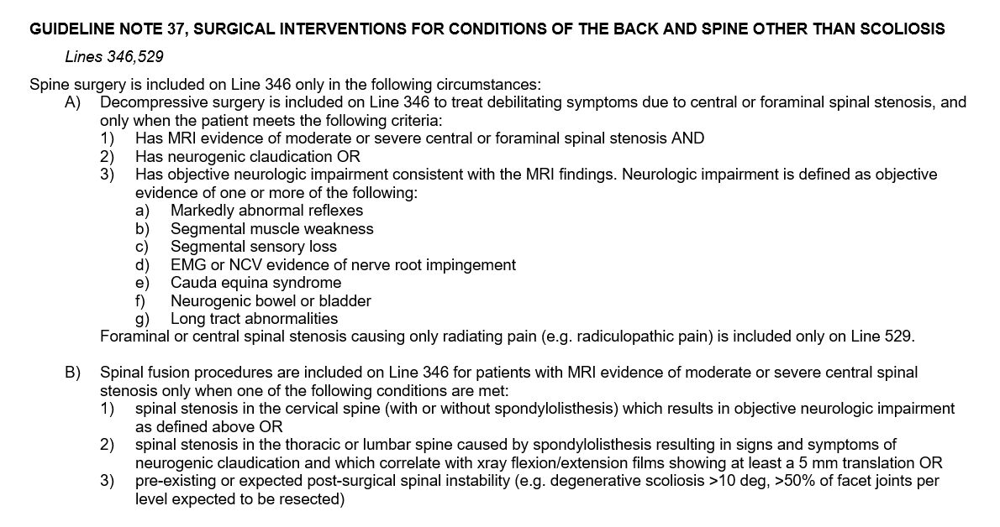 GUIDELINE NOTE 37, SURGICAL INTERVENTIONS FOR CONDITIONS OF THE BACK AND SPINE OTHER THAN SCOLIOSIS
Lines 346,529
Spine surgery is included on Line 346 only in the following circumstances:
A) Decompressive surgery is included on Line 346 to treat debilitating symptoms due to central or foraminal spinal stenosis, and
only when the patient meets the following criteria:
1) Has MRI evidence of moderate or severe central or foraminal spinal stenosis AND
2) Has neurogenic claudication OR
3) Has objective neurologic impairment consistent with the MRI findings. Neurologic impairment is defined as objective
evidence of one or more of the following:
a) Markedly abnormal reflexes
b) Segmental muscle weakness
c) Segmental sensory loss
d) EMG or NCV evidence of nerve root impingement
e) Cauda equina syndrome
f) Neurogenic bowel or bladder
g) Long tract abnormalities
Foraminal or central spinal stenosis causing only radiating pain (e.g. radiculopathic pain) is included only on Line 529.
B) Spinal fusion procedures are included on Line 346 for patients with MRI evidence of moderate or severe central spinal
stenosis only when one of the following conditions are met:
1) spinal stenosis in the cervical spine (with or without spondylolisthesis) which results in objective neurologic impairment
as defined above OR
2) spinal stenosis in the thoracic or lumbar spine caused by spondylolisthesis resulting in signs and symptoms of
neurogenic claudication and which correlate with xray flexion/extension films showing at least a 5 mm translation OR
3) pre-existing or expected post-surgical spinal instability (e.g. degenerative scoliosis >10 deg, >50% of facet joints per
level expected to be resected)